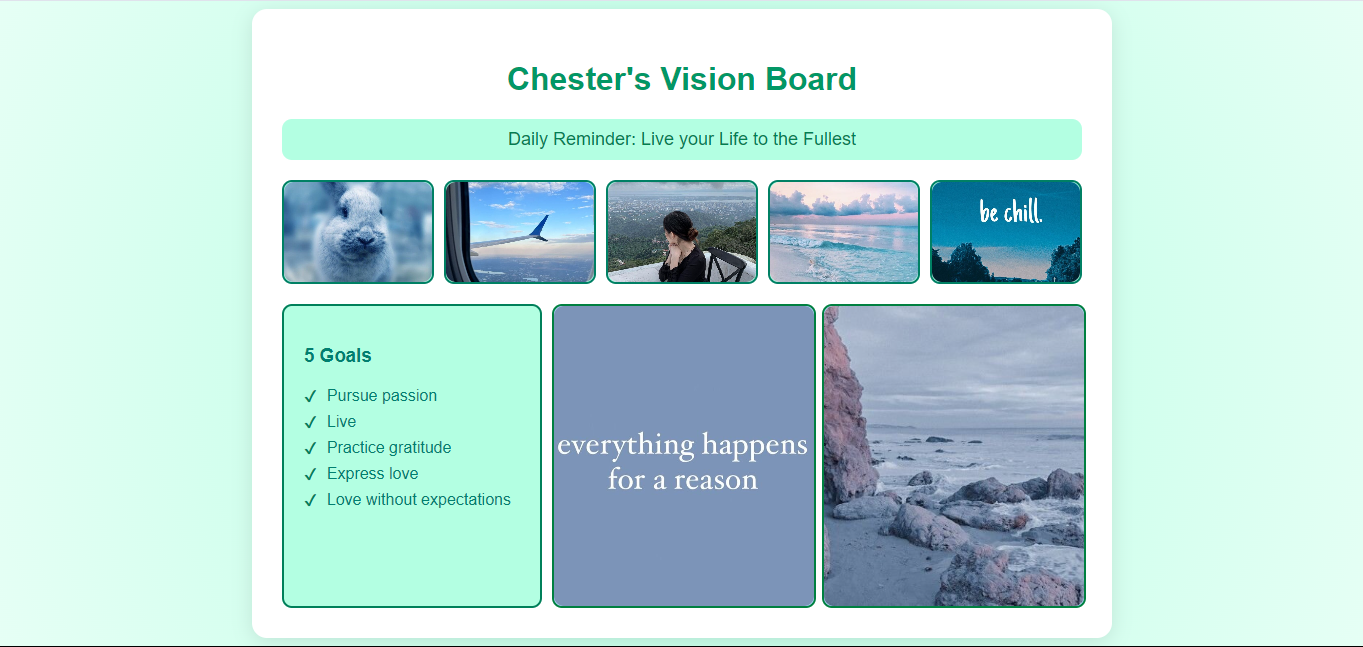 Chester's Vision Board
Daily Reminder: Live your Life to the Fullest
be chill.
5 Goals
✓ Pursue passion
✓ Live
✓ Practice gratitude
✓ Express love
✓ Love without expectations
everything happens
for a reason